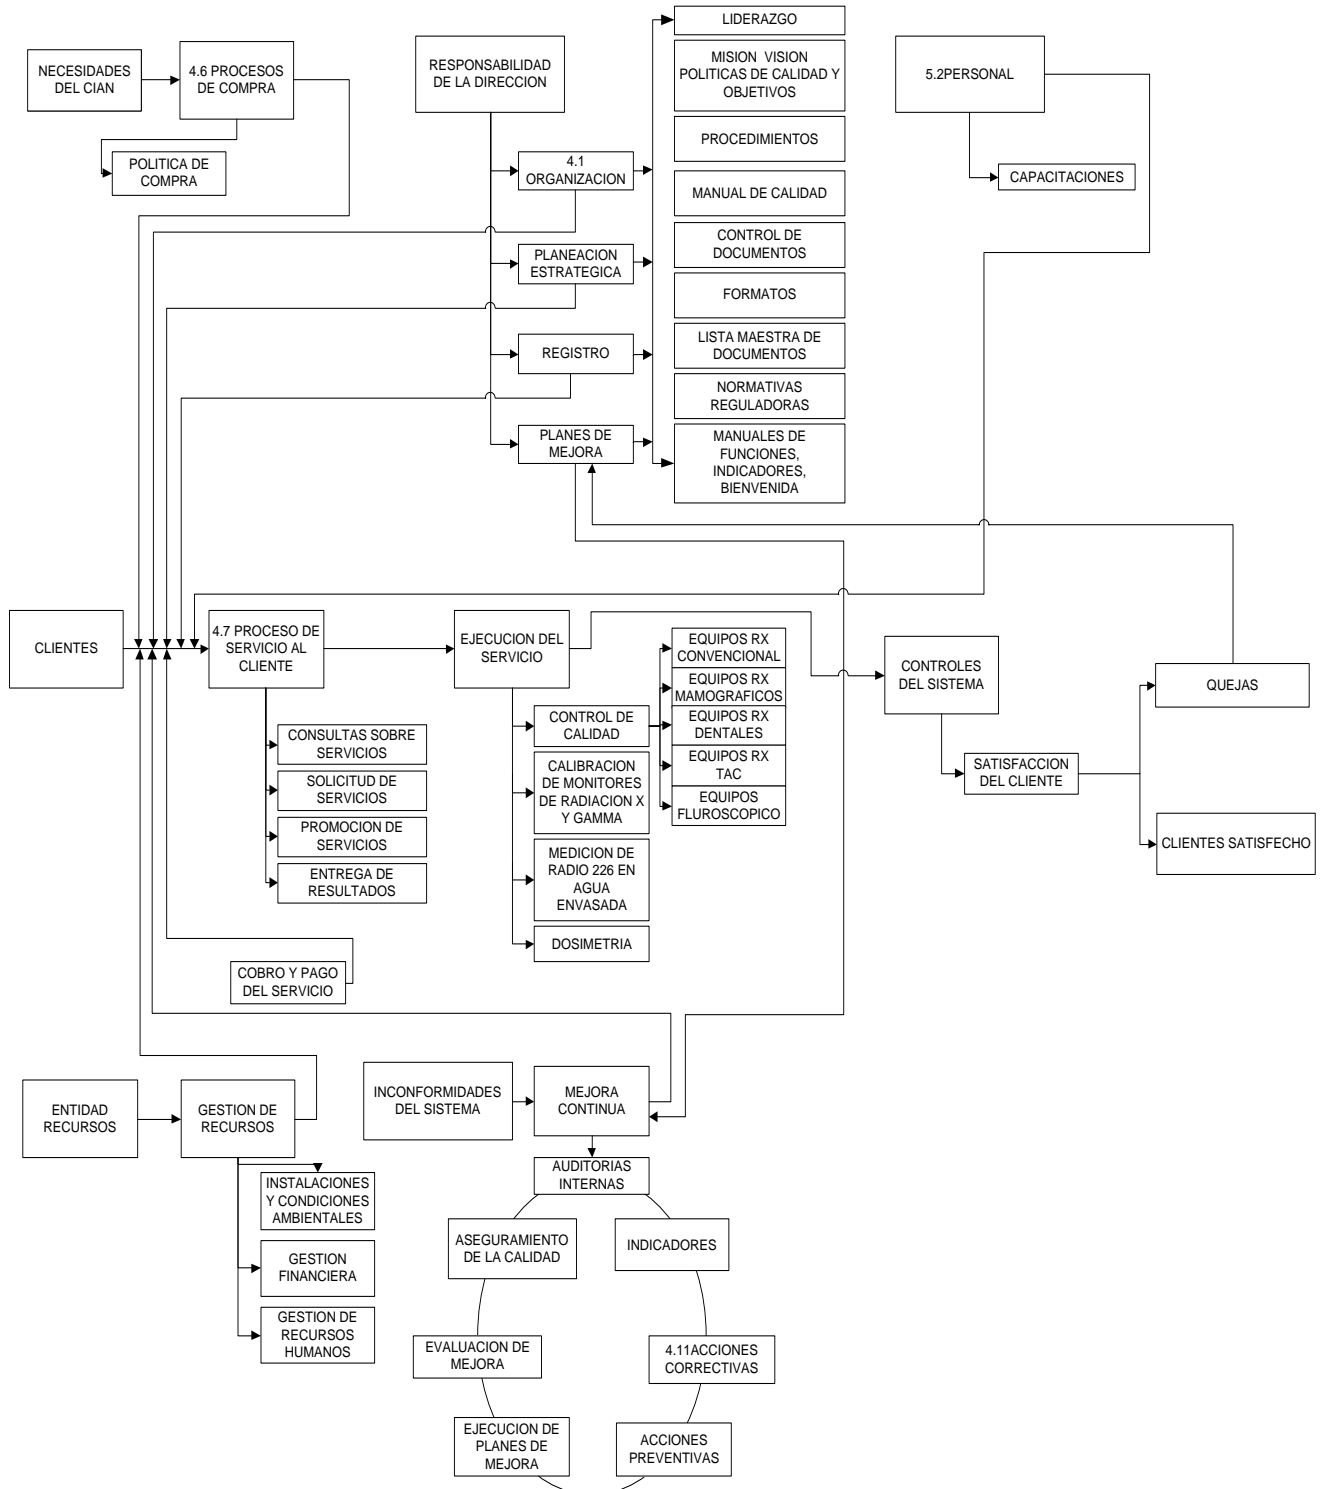 NECESIDADES
DEL CIAN
4.6 PROCESOS
DE COMPRA
POLITICA DE
COMPRA
RESPONSABILIDAD
DE LA DIRECCION
4.1
ORGANIZACION
PLANEACION
ESTRATEGICA
REGISTRO
PLANES DE
MEJORA
LIDERAZGO
MISION  VISION
POLITICAS DE CALIDAD Y
OBJETIVOS
PROCEDIMIENTOS
MANUAL DE CALIDAD
CONTROL DE
DOCUMENTOS
FORMATOS
LISTA MAESTRA DE
DOCUMENTOS
NORMATIVAS
REGULADORAS
MANUALES DE
FUNCIONES,
INDICADORES,
BIENVENIDA
5.2PERSONAL
CAPACITACIONES
CLIENTES
4.7 PROCESO DE
SERVICIO AL
CLIENTE
CONSULTAS SOBRE
SERVICIOS
SOLICITUD DE
SERVICIOS
PROMOCION DE
SERVICIOS
ENTREGA DE
RESULTADOS
COBRO Y PAGO
DEL SERVICIO
EJECUCION DEL
SERVICIO
CONTROL DE
CALIDAD
CALIBRACION
DE MONITORES
DE RADIACION X
Y GAMMA
MEDICION DE
RADIO 226 EN
AGUA
ENVASADA
DOSIMETRIA
EQUIPOS RX
CONVENCIONAL
EQUIPOS RX
MAMOGRAFICOS
EQUIPOS RX
DENTALES
EQUIPOS RX
TAC
EQUIPOS
FLUROSCOPICO
CONTROLES
DEL SISTEMA
SATISFACCION
DEL CLIENTE
QUEJAS
CLIENTES SATISFECHO
ENTIDAD
RECURSOS
GESTION DE
RECURSOS
INSTALACIONES
Y CONDICIONES
AMBIENTALES
GESTION
FINANCIERA
GESTION DE
RECURSOS
HUMANOS
INCONFORMIDADES
DEL SISTEMA
MEJORA
CONTINUA
AUDITORIAS
INTERNAS
ASEGURAMIENTO
DE LA CALIDAD
INDICADORES
EVALUACION DE
MEJORA
4.11ACCIONES
CORRECTIVAS
EJECUCION DE
PLANES DE
MEJORA
ACCIONES
PREVENTIVAS